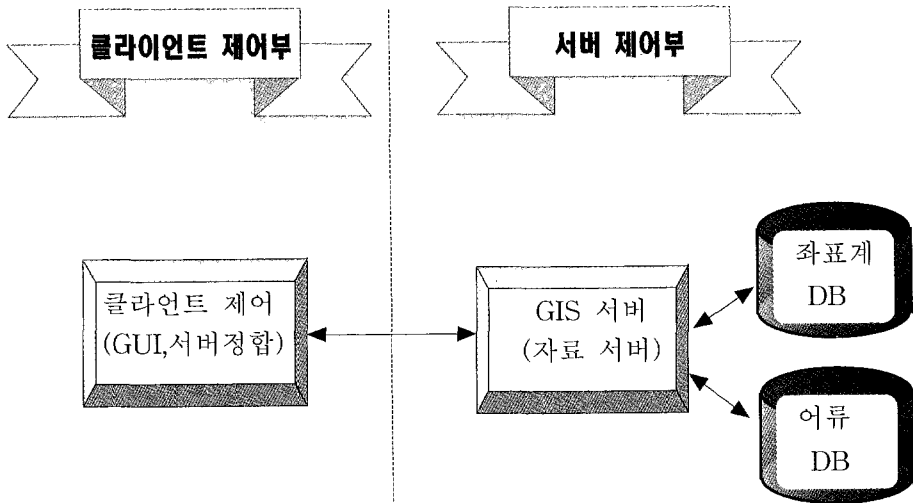 클라이언트 제어부
서버 제어부
클라언트 제어
(GUI,서버정합)
GIS 서버
(자료 서버)
좌표계
DB
어류
DB